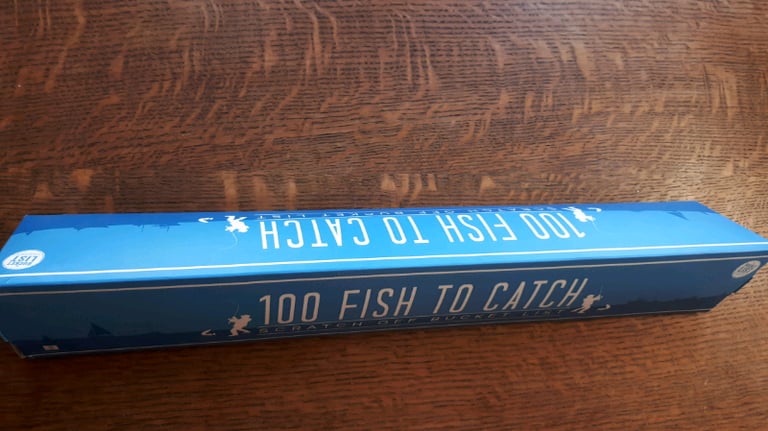 SCRATCH OFF BUCKET LIST
100 FISH TO CATCH
100 FISH TO CATCH
SCRATCH OFF BUCKET LIST